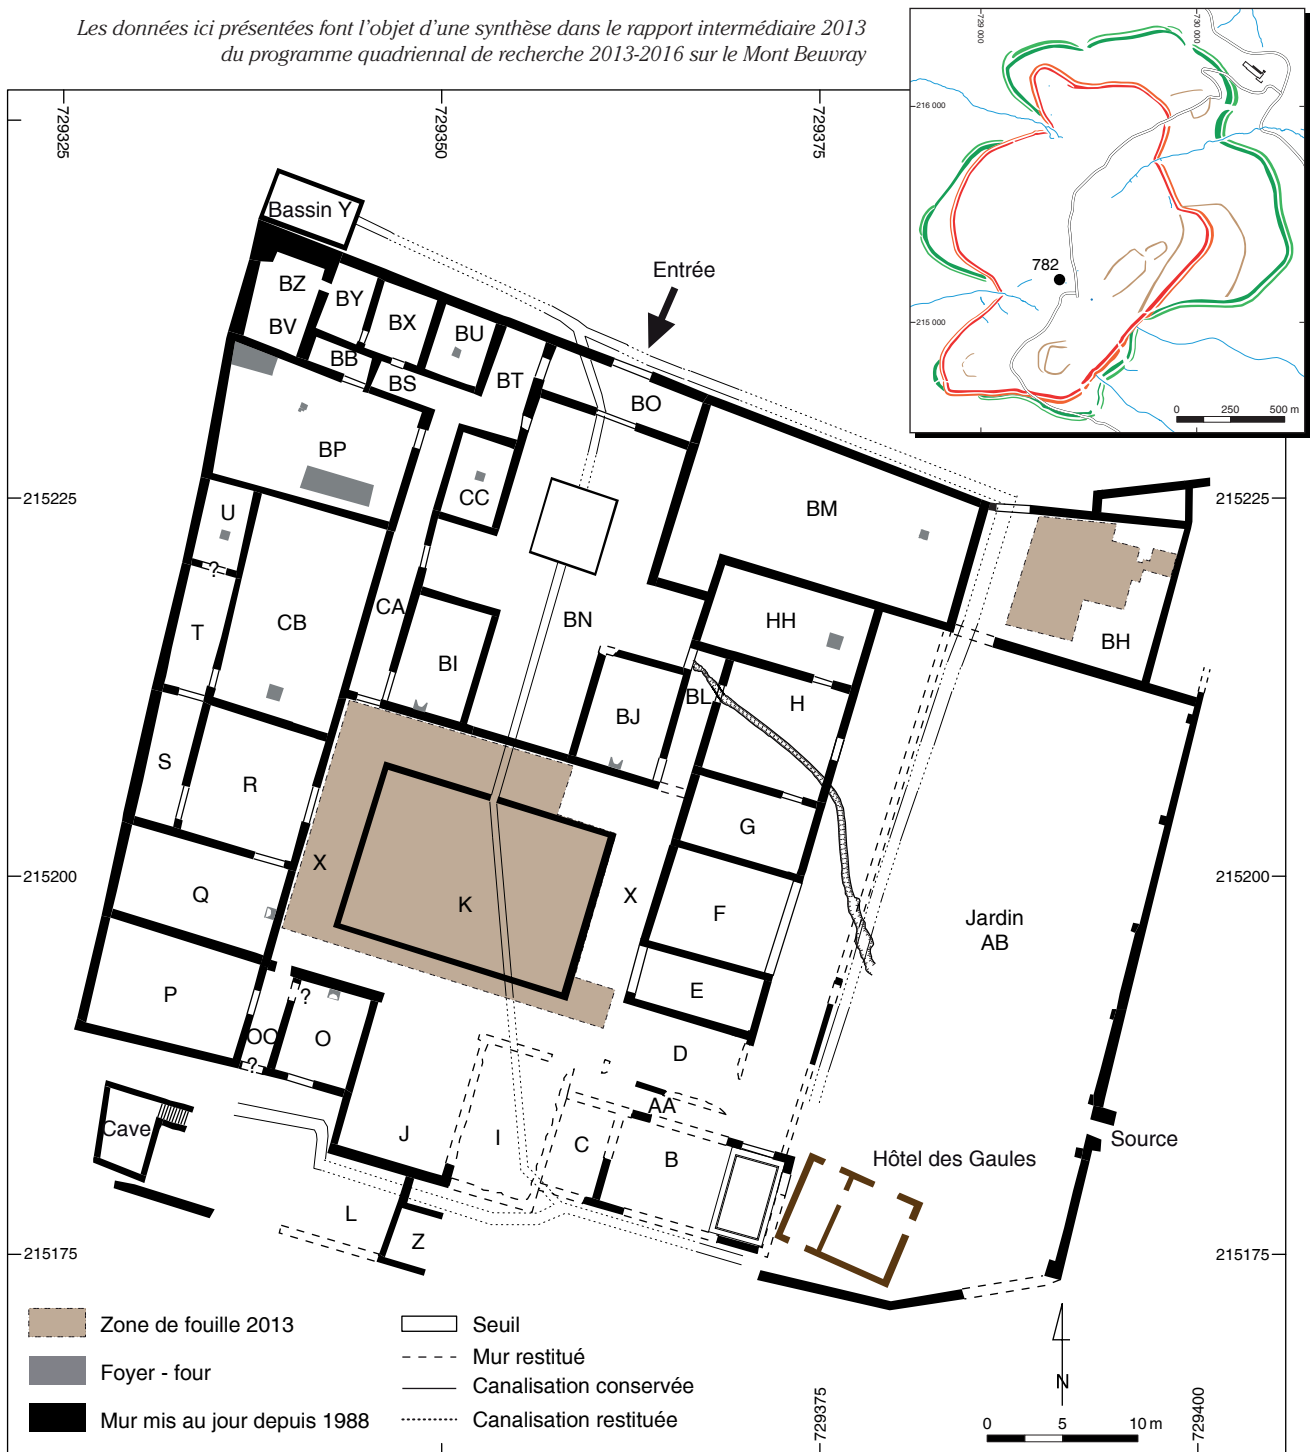 Les données ici présentées font l'objet d'une synthèse dans le rapport intermédiaire 2013
du programme quadriennal de recherche 2013-2016 sur le Mont Beuvray
729 000
730 000
216 000
782
215 000
0 250 500 m
729325
729350
729375
Bassin Y
Entrée
BZ
BY
BV
BX
BU
BB
BS
BT
BO
BP
CC
215225
215225
U
BM
?
CA
T
CB
BN
HH
BH
BI
BL
H
BJ
S
R
G
X
215200
215200
Q
K
X
F
Jardin
AB
P
?
E
OO
O
?
D
AA
Cave
J
I
C
B
Source
Hôtel des Gaules
L
Z
215175
215175
Zone de fouille 2013
Foyer - four
Mur mis au jour depuis 1988
Seuil
Mur restitué
Canalisation conservée
Canalisation restituée
N
729375
729400
0 5 10 m